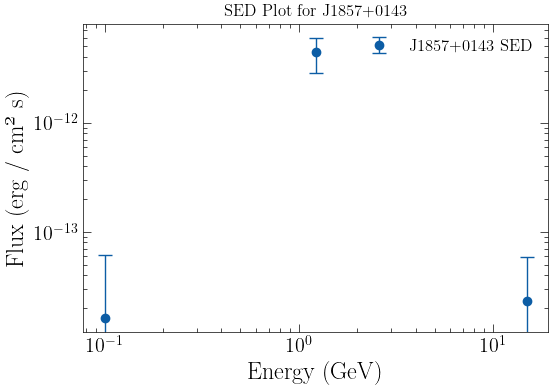 SED Plot for J1857+0143
J1857+0143 SED
Flux (erg / cm² s)
10⁻¹²
10⁻¹³
10⁻¹ 10⁰ 10¹
Energy (GeV)